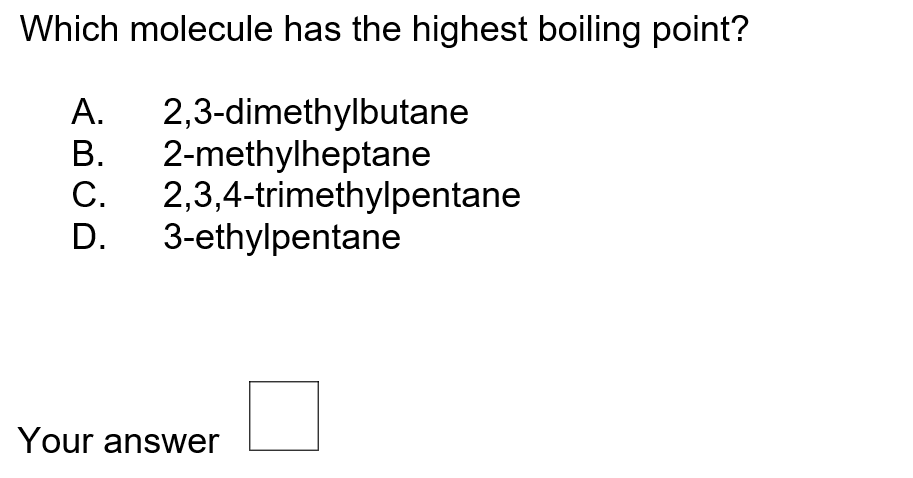 Which molecule has the highest boiling point?
A. 2,3-dimethylbutane
B. 2-methylheptane
C. 2,3,4-trimethylpentane
D. 3-ethylpentane
Your answer